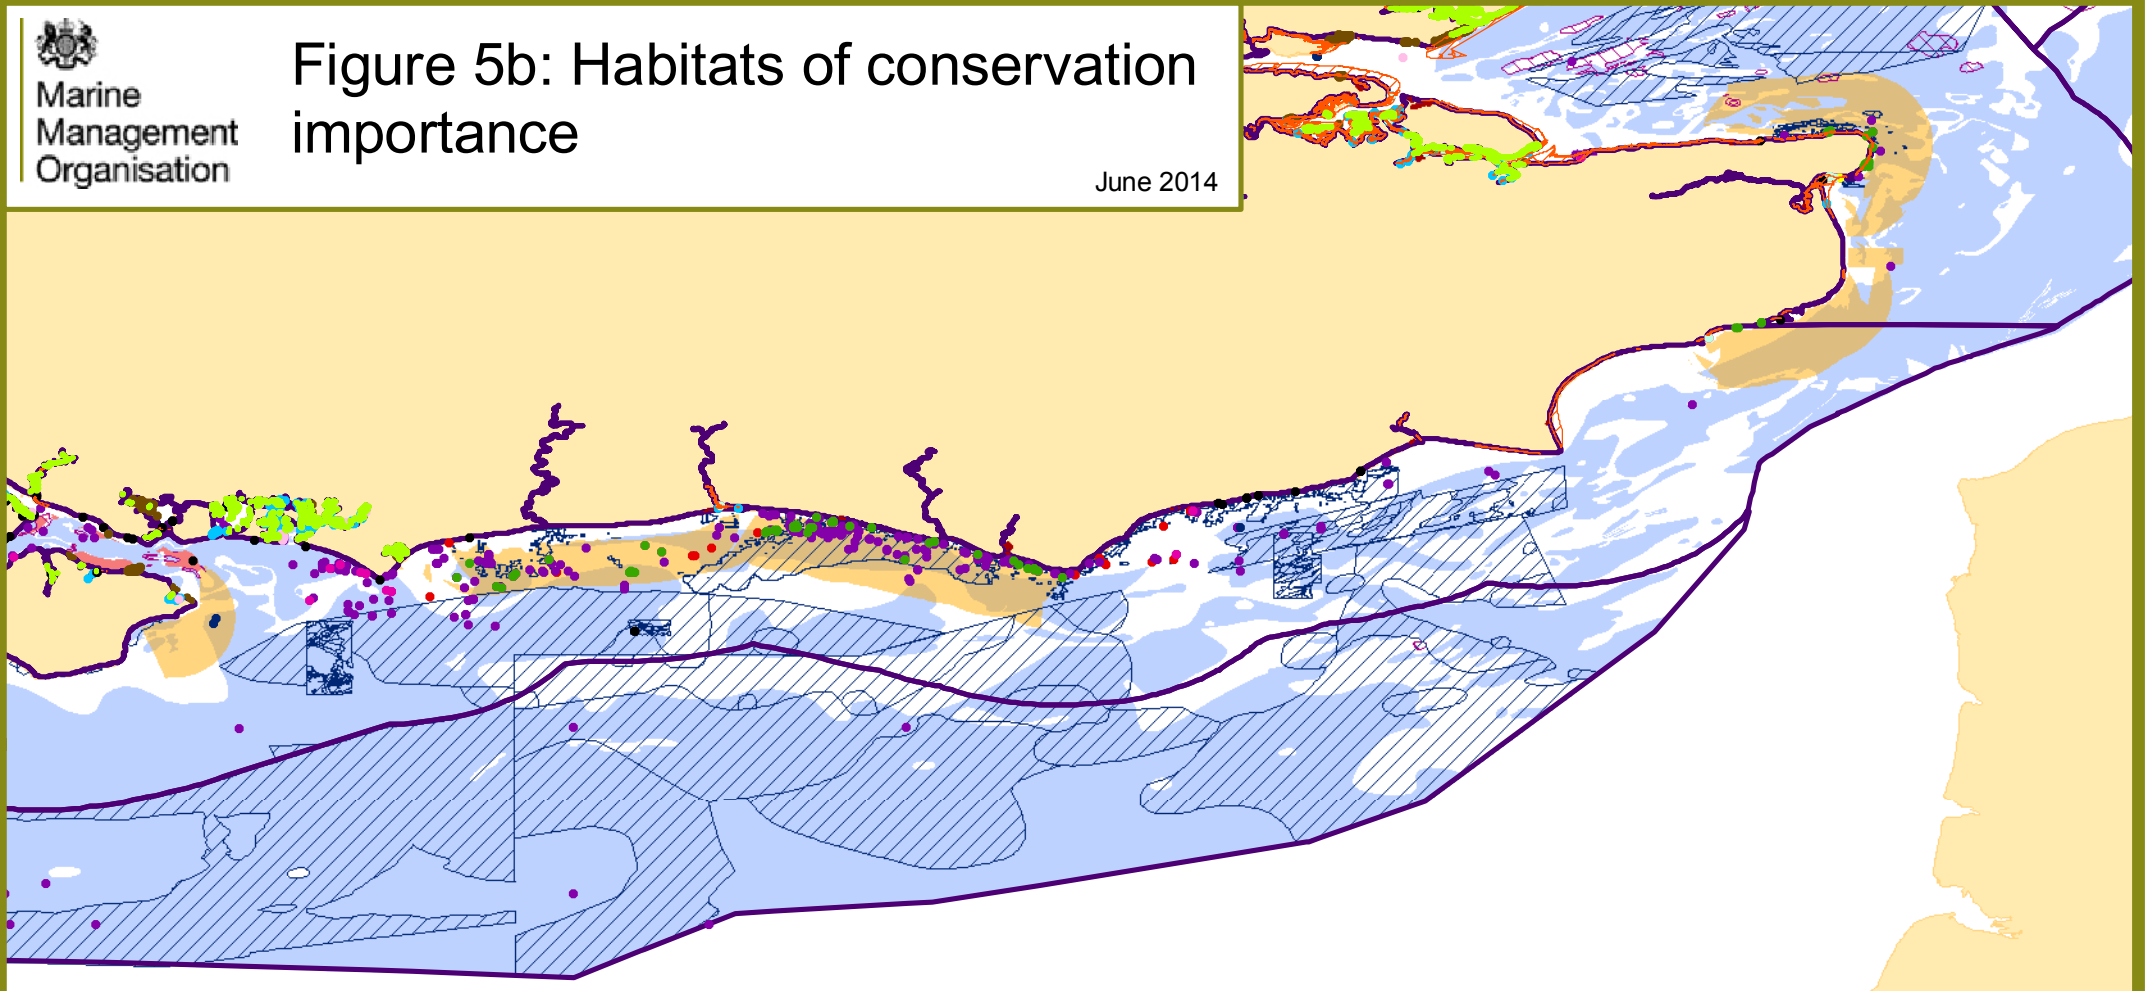 Marine
Management
Organisation
Figure 5b: Habitats of conservation
importance
June 2014